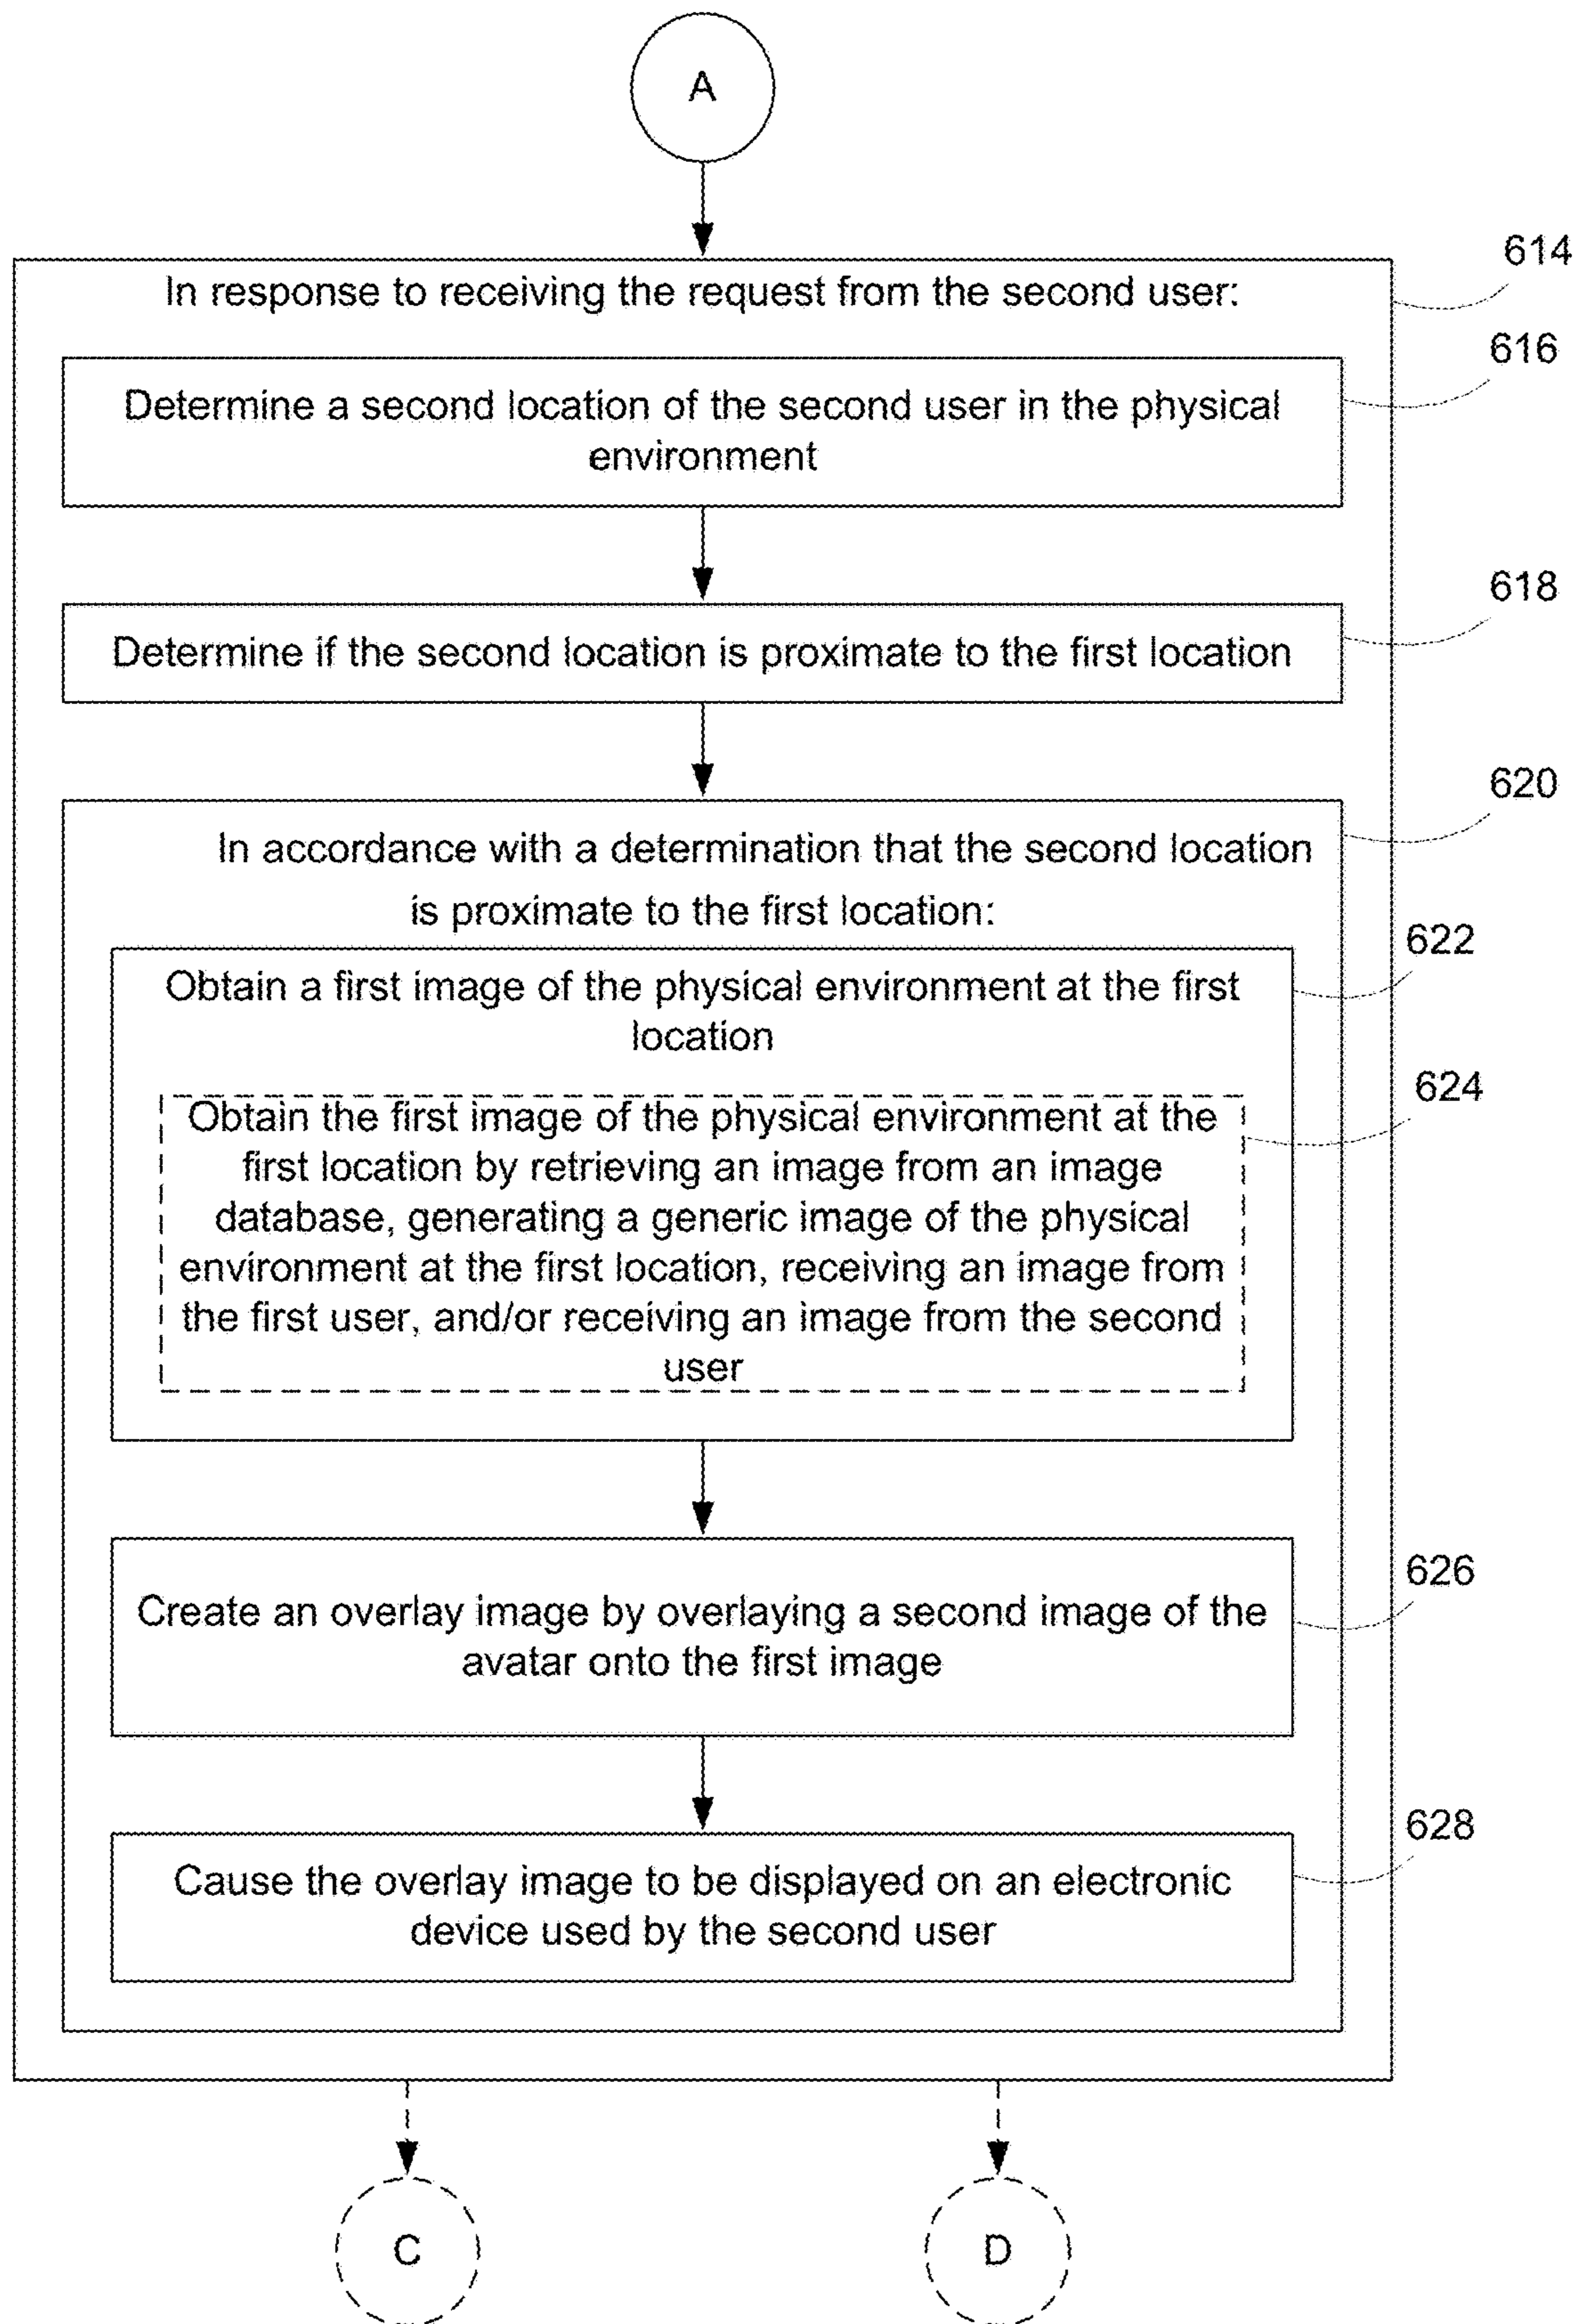 A
614
In response to receiving the request from the second user:
616
Determine a second location of the second user in the physical
environment
618
Determine if the second location is proximate to the first location
620
In accordance with a determination that the second location
is proximate to the first location:
622
Obtain a first image of the physical environment at the first
location
624
Obtain the first image of the physical environment at the
first location by retrieving an image from an image
database, generating a generic image of the physical
environment at the first location, receiving an image from
the first user, and/or receiving an image from the second
user
626
Create an overlay image by overlaying a second image of the
avatar onto the first image
628
Cause the overlay image to be displayed on an electronic
device used by the second user
C
D